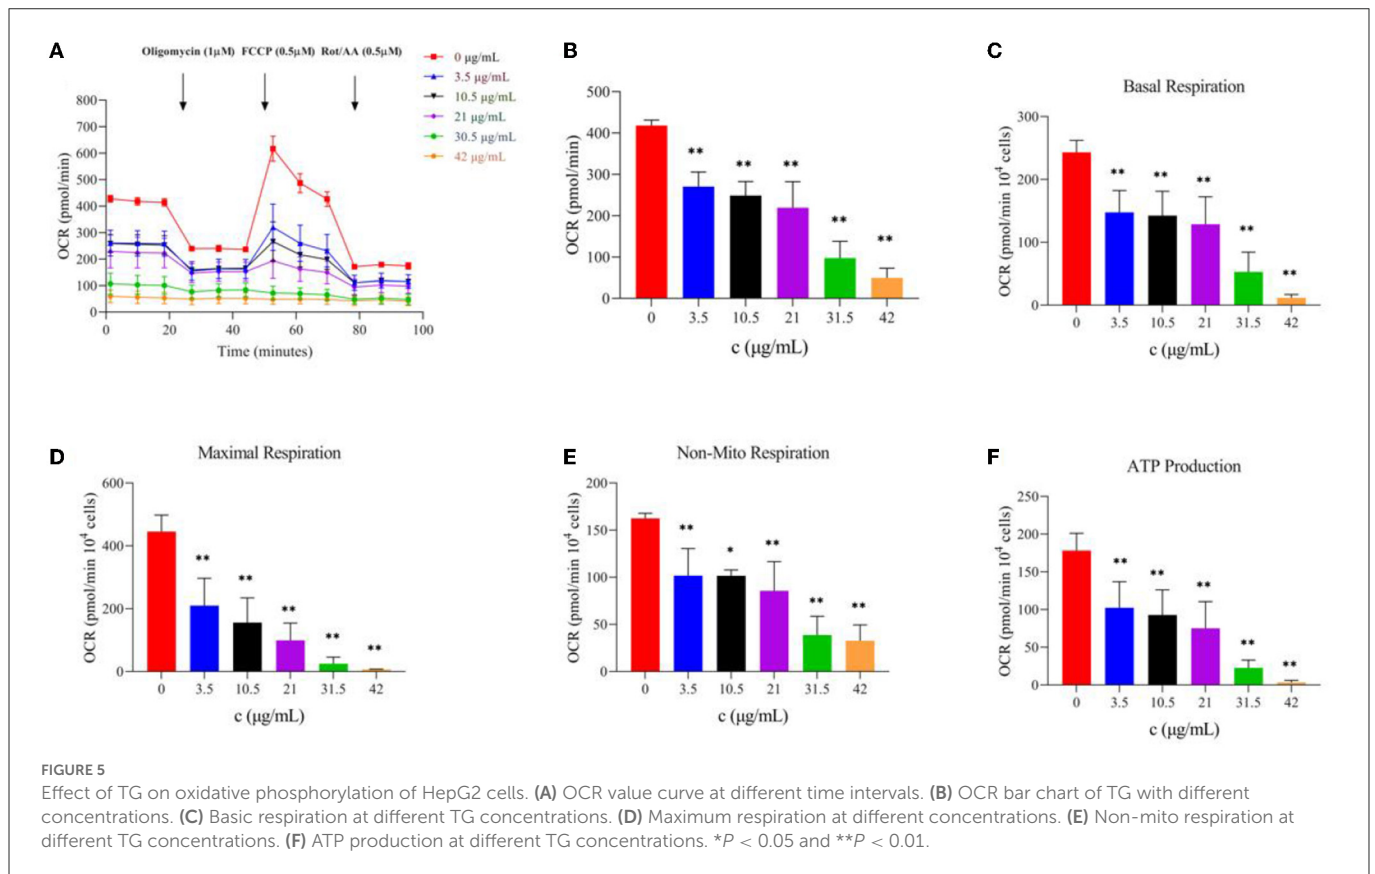 A
Oligomycin (1μM) FCCP (0.5μM) Rot/AA (0.5μM)
0 μg/mL
3.5 μg/mL
10.5 μg/mL
21 μg/mL
30.5 μg/mL
42 μg/mL
OCR (pmol/min)
800
700
600
500
400
300
200
100
0
0 20 40 60 80 100
Time (minutes)
B
OCR (pmol/min)
500
400
300
200
100
0
** ** ** ** **
0 3.5 10.5 21 31.5 42
c (μg/mL)
C
Basal Respiration
OCR (pmol/min 10⁴ cells)
300
200
100
0
** ** ** ** **
0 3.5 10.5 21 31.5 42
c (μg/mL)
D
Maximal Respiration
OCR (pmol/min 10⁴ cells)
600
400
200
0
** ** ** ** **
0 3.5 10.5 21 31.5 42
c (μg/mL)
E
Non-Mito Respiration
OCR (pmol/min 10⁴ cells)
200
150
100
50
0
** * ** ** **
0 3.5 10.5 21 31.5 42
c (μg/mL)
F
ATP Production
OCR (pmol/min 10⁴ cells)
250
200
150
100
50
0
** ** ** ** **
0 3.5 10.5 21 31.5 42
c (μg/mL)
FIGURE 5
Effect of TG on oxidative phosphorylation of HepG2 cells. (A) OCR value curve at different time intervals. (B) OCR bar chart of TG with different
concentrations. (C) Basic respiration at different TG concentrations. (D) Maximum respiration at different concentrations. (E) Non-mito respiration at
different TG concentrations. (F) ATP production at different TG concentrations. *P < 0.05 and **P < 0.01.